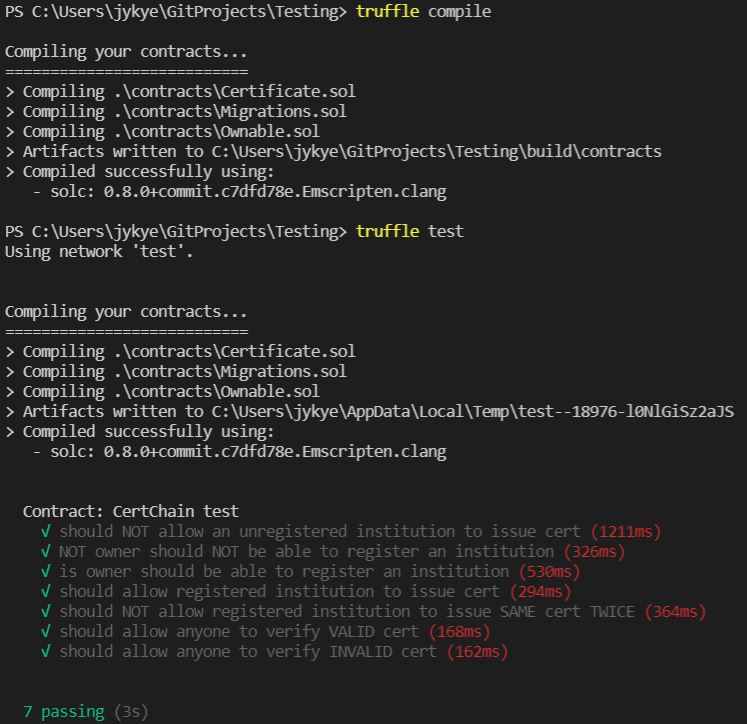 PS C:\Users\jykye\GitProjects\Testing> truffle compile
Compiling your contracts...
===========================
> Compiling .\contracts\Certificate.sol
> Compiling .\contracts\Migrations.sol
> Compiling .\contracts\Ownable.sol
> Artifacts written to C:\Users\jykye\GitProjects\Testing\build\contracts
> Compiled successfully using:
- solc: 0.8.0+commit.c7dfd78e.Emscripten.clang
PS C:\Users\jykye\GitProjects\Testing> truffle test
Using network 'test'.
Compiling your contracts...
===========================
> Compiling .\contracts\Certificate.sol
> Compiling .\contracts\Migrations.sol
> Compiling .\contracts\Ownable.sol
> Artifacts written to C:\Users\jykye\AppData\Local\Temp\test--18976-l0NlGiSz2aJS
> Compiled successfully using:
- solc: 0.8.0+commit.c7dfd78e.Emscripten.clang
Contract: CertChain test
√ should NOT allow an unregistered institution to issue cert (1211ms)
√ NOT owner should NOT be able to register an institution (326ms)
√ is owner should be able to register an institution (530ms)
√ should allow registered institution to issue cert (294ms)
√ should NOT allow registered institution to issue SAME cert TWICE (364ms)
√ should allow anyone to verify VALID cert (168ms)
√ should allow anyone to verify INVALID cert (162ms)
7 passing (3s)